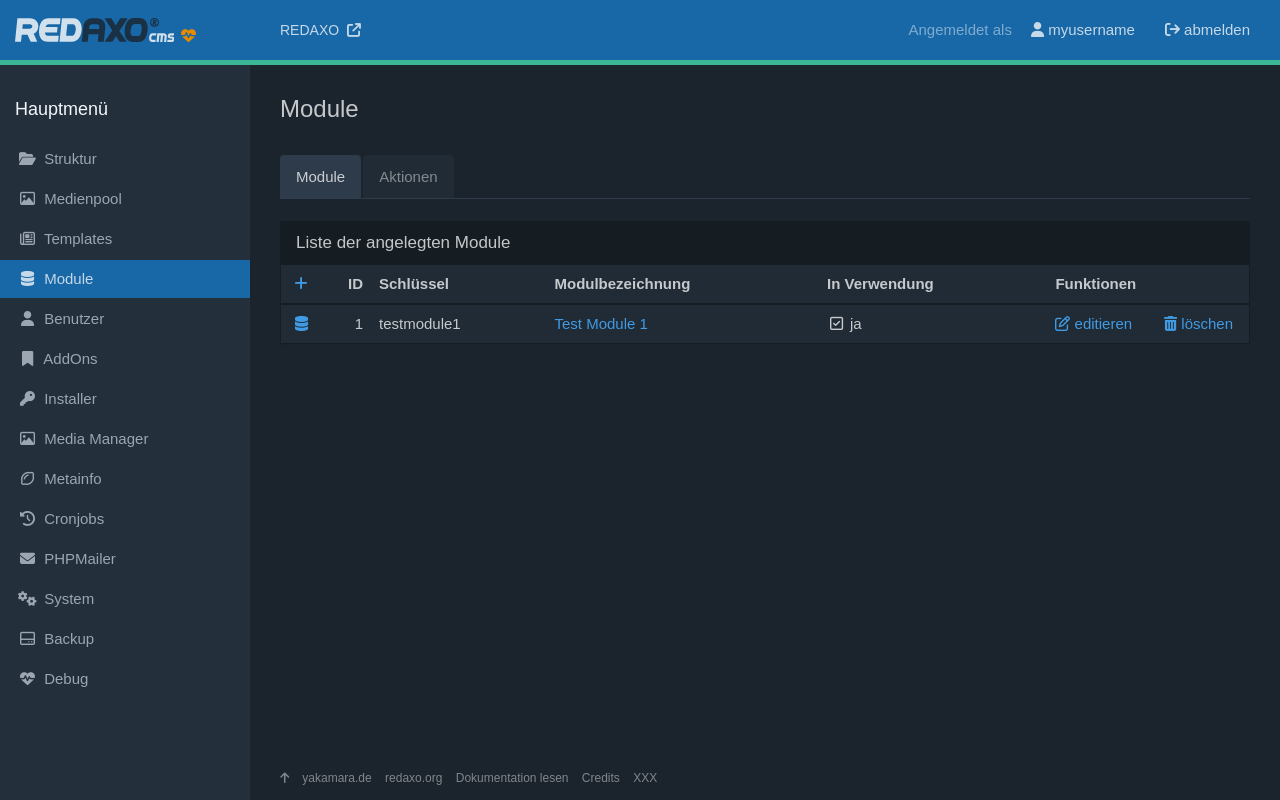 REDAXO® cms
REDAXO
Angemeldet als myusername abmelden
Hauptmenü
Struktur
Medienpool
Templates
Module
Benutzer
AddOns
Installer
Media Manager
Metainfo
Cronjobs
PHPMailer
System
Backup
Debug
Module
Module Aktionen
Liste der angelegten Module
ID Schlüssel Modulbezeichnung In Verwendung Funktionen
1 testmodule1 Test Module 1 ja editieren löschen
yakamara.de redaxo.org Dokumentation lesen Credits XXX